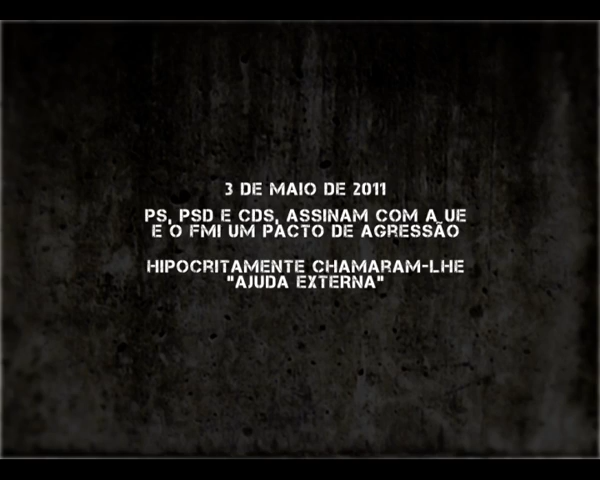 3 DE MAIO DE 2011
PS, PSD E CDS, ASSINAM COM A UE
E O FMI UM PACTO DE AGRESSÃO
HIPOCRITAMENTE CHAMARAM-LHE
"AJUDA EXTERNA"